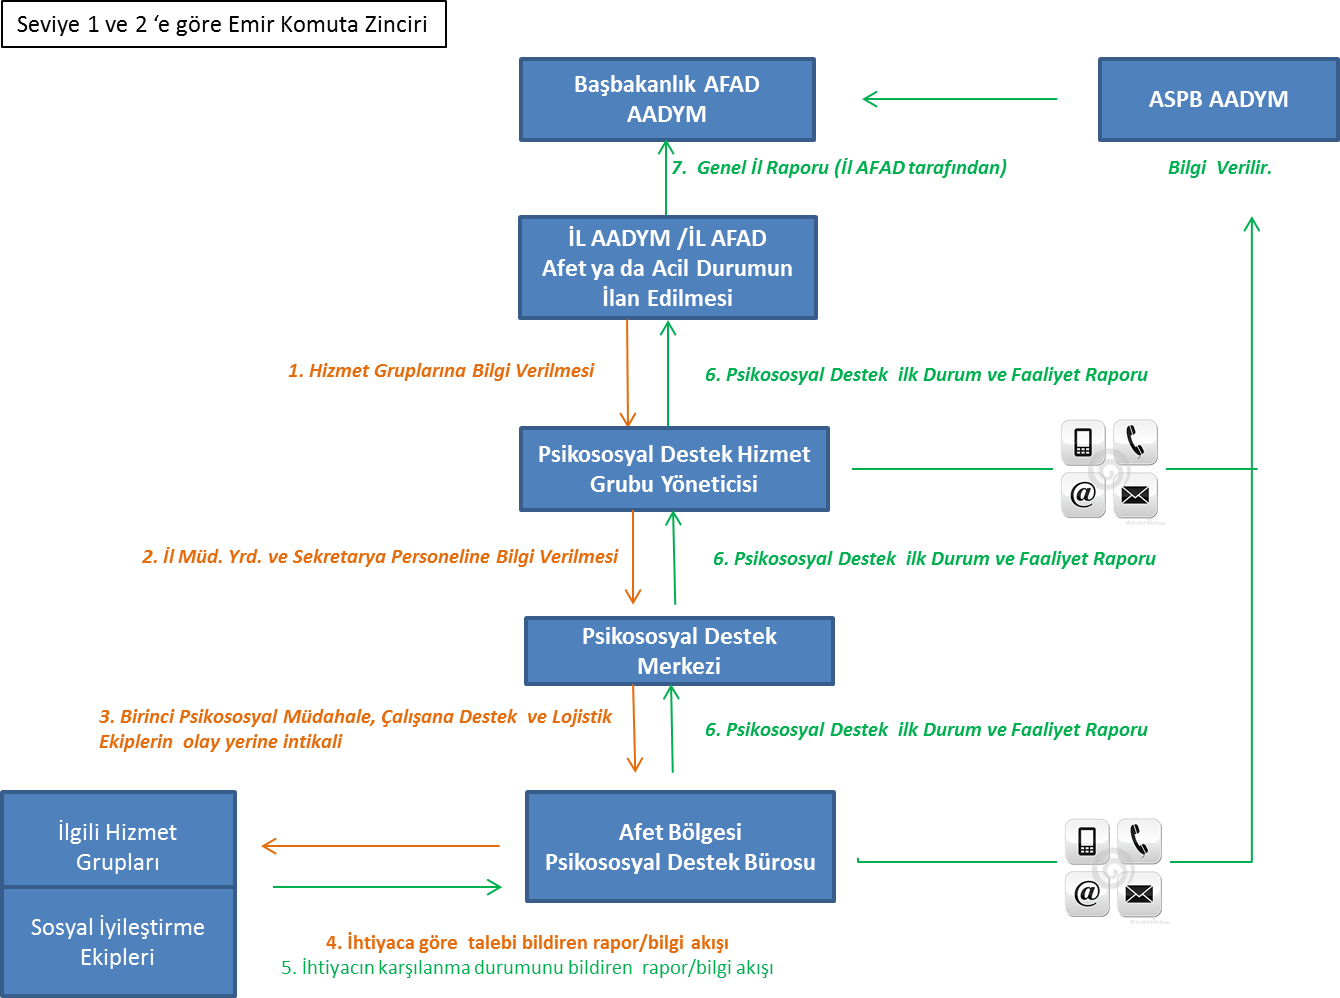 Seviye 1 ve 2 ‘e göre Emir Komuta Zinciri
Başbakanlık AFAD
AADYM
ASPB AADYM
7. Genel İl Raporu (İl AFAD tarafından)
Bilgi Verilir.
İL AADYM /İL AFAD
Afet ya da Acil Durumun
İlan Edilmesi
1. Hizmet Gruplarına Bilgi Verilmesi
6. Psikososyal Destek ilk Durum ve Faaliyet Raporu
Psikososyal Destek Hizmet
Grubu Yöneticisi
2. İl Müd. Yrd. ve Sekretarya Personeline Bilgi Verilmesi
6. Psikososyal Destek ilk Durum ve Faaliyet Raporu
Psikososyal Destek
Merkezi
3. Birinci Psikososyal Müdahale, Çalışana Destek ve Lojistik
Ekiplerin olay yerine intikali
6. Psikososyal Destek ilk Durum ve Faaliyet Raporu
İlgili Hizmet
Grupları
Afet Bölgesi
Psikososyal Destek Bürosu
Sosyal İyileştirme
Ekipleri
4. İhtiyaca göre talebi bildiren rapor/bilgi akışı
5. İhtiyacın karşılanma durumunu bildiren rapor/bilgi akışı